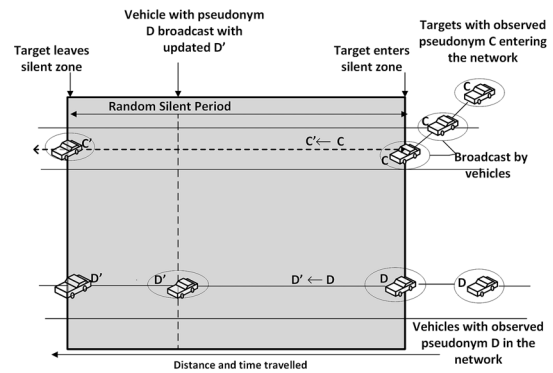 Vehicle with pseudonym
D broadcast with
updated D’
Targets with observed
pseudonym C entering
the network
Target leaves
silent zone
Target enters
silent zone
Random Silent Period
C
C
C’
C’← C
C
Broadcast by
vehicles
D’
D’
D’ ← D
D
D
Vehicles with observed
pseudonym D in the
network
Distance and time travelled